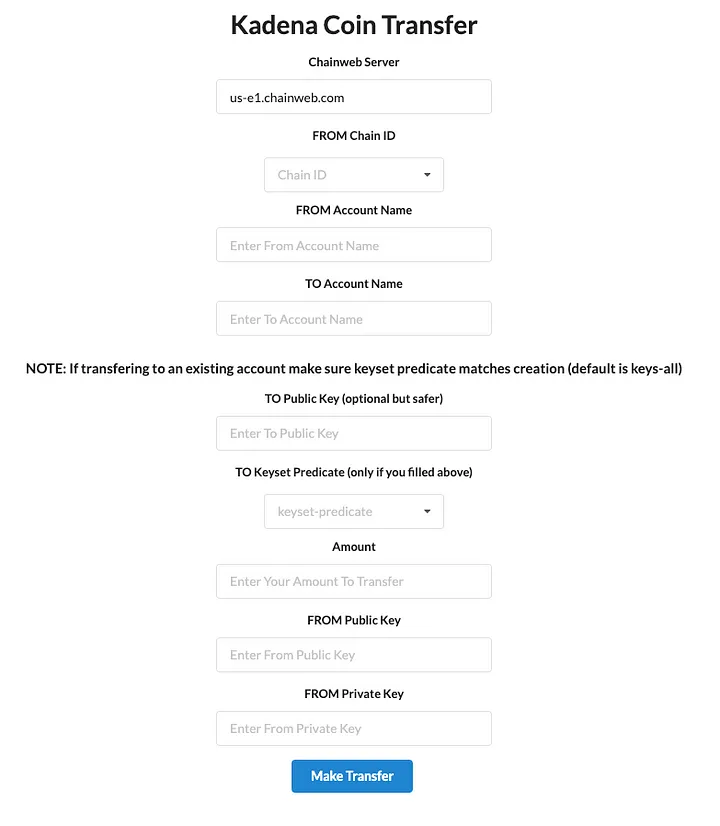 Kadena Coin Transfer
Chainweb Server
us-e1.chainweb.com
FROM Chain ID
Chain ID
FROM Account Name
Enter From Account Name
TO Account Name
Enter To Account Name
NOTE: If transfering to an existing account make sure keyset predicate matches creation (default is keys-all)
TO Public Key (optional but safer)
Enter To Public Key
TO Keyset Predicate (only if you filled above)
keyset-predicate
Amount
Enter Your Amount To Transfer
FROM Public Key
Enter From Public Key
FROM Private Key
Enter From Private Key
Make Transfer